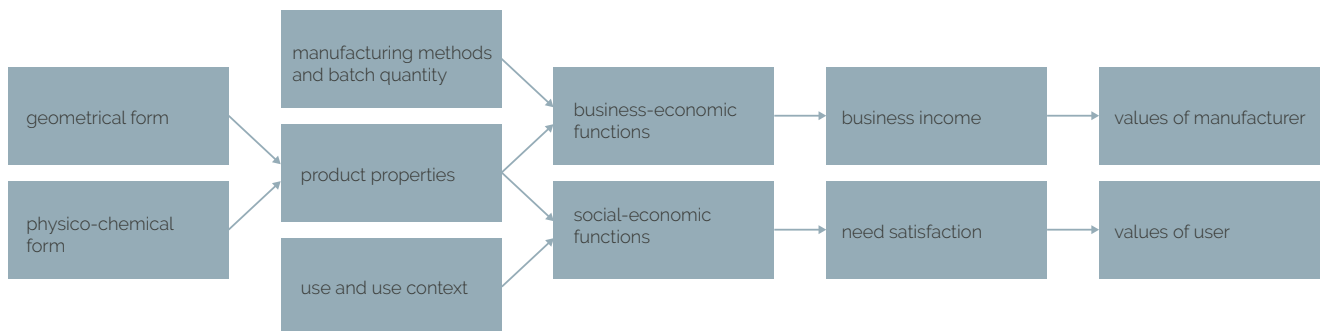 geometrical form
physico-chemical
form
manufacturing methods
and batch quantity
product properties
use and use context
business-economic
functions
social-economic
functions
business income
need satisfaction
values of manufacturer
values of user